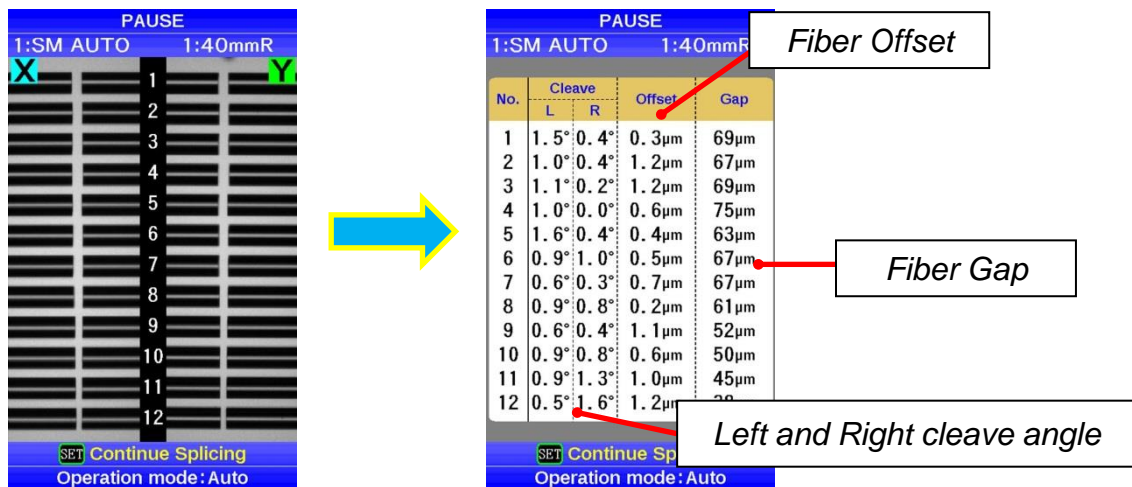 PAUSE
1:SM AUTO 1:40mmR
X Y
1
2
3
4
5
6
7
8
9
10
11
12
SET Continue Splicing
Operation mode:Auto
PAUSE
1:SM AUTO 1:40mmR
No. Cleave Offset Gap
L R
1 1.5° 0.4° 0.3µm 69µm
2 1.0° 0.4° 1.2µm 67µm
3 1.1° 0.2° 1.2µm 69µm
4 1.0° 0.0° 0.6µm 75µm
5 1.6° 0.4° 0.4µm 63µm
6 0.9° 1.0° 0.5µm 67µm
7 0.6° 0.3° 0.7µm 67µm
8 0.9° 0.8° 0.2µm 61µm
9 0.6° 0.4° 1.1µm 52µm
10 0.9° 0.8° 0.6µm 50µm
11 0.9° 1.3° 1.0µm 45µm
12 0.5° 1.6° 1.2µm
SET Continue
Operation mode:Auto
Fiber Offset
Fiber Gap
Left and Right cleave angle